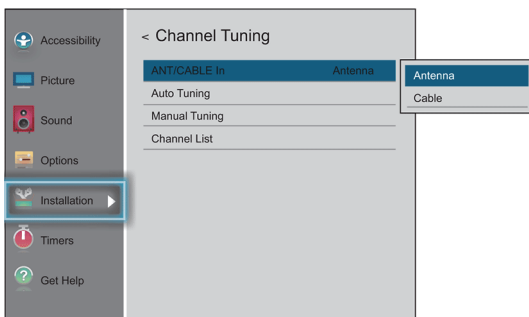 Accessibility
Picture
Sound
Options
Installation
Timers
Get Help
< Channel Tuning
ANT/CABLE In Antenna
Auto Tuning
Manual Tuning
Channel List
Antenna
Cable